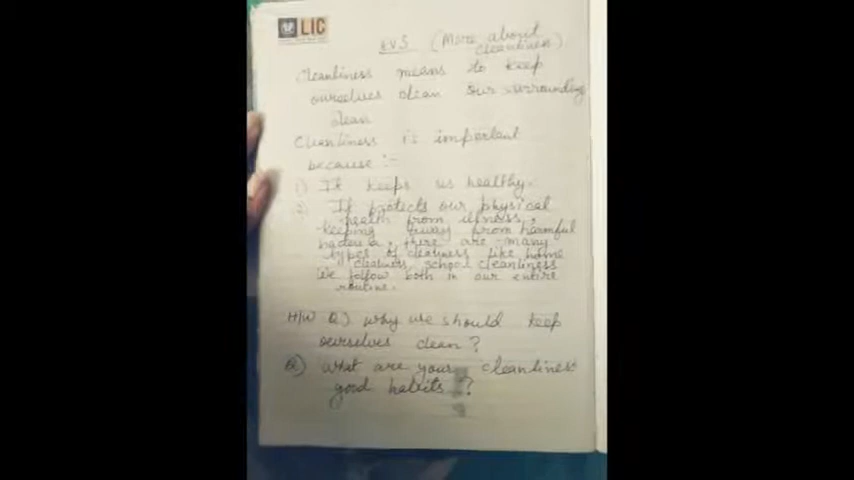 LIC
EVS (More about
cleanliness)
Cleanliness means to keep
ourselves clean our surrounding
clean
Cleanliness is important
because :-
1) It keeps us healthy.
2) It protects our physical
health from illness,
keeping away from harmful
bacteria, there are many
types of cleaness like home
cleaness, school cleanliness
We follow both in our entire
routine.
H/W Q) why we should keep
ourselves clean?
Q) what are your cleanliness
good habits ?